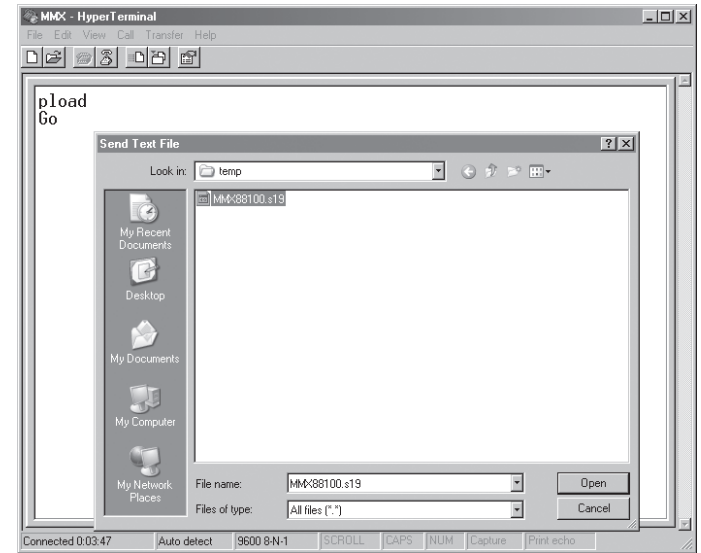 MMX - HyperTerminal
File Edit View Call Transfer Help
pload
Go
Send Text File
Look in: temp
MMX88100.s19
My Recent
Documents
Desktop
My Documents
My Computer
My Network
Places
File name: MMX88100.s19 Open
Files of type: All files (*.*) Cancel
Connected 0:03:47 Auto detect 9600 8-N-1 SCROLL CAPS NUM Capture Print echo